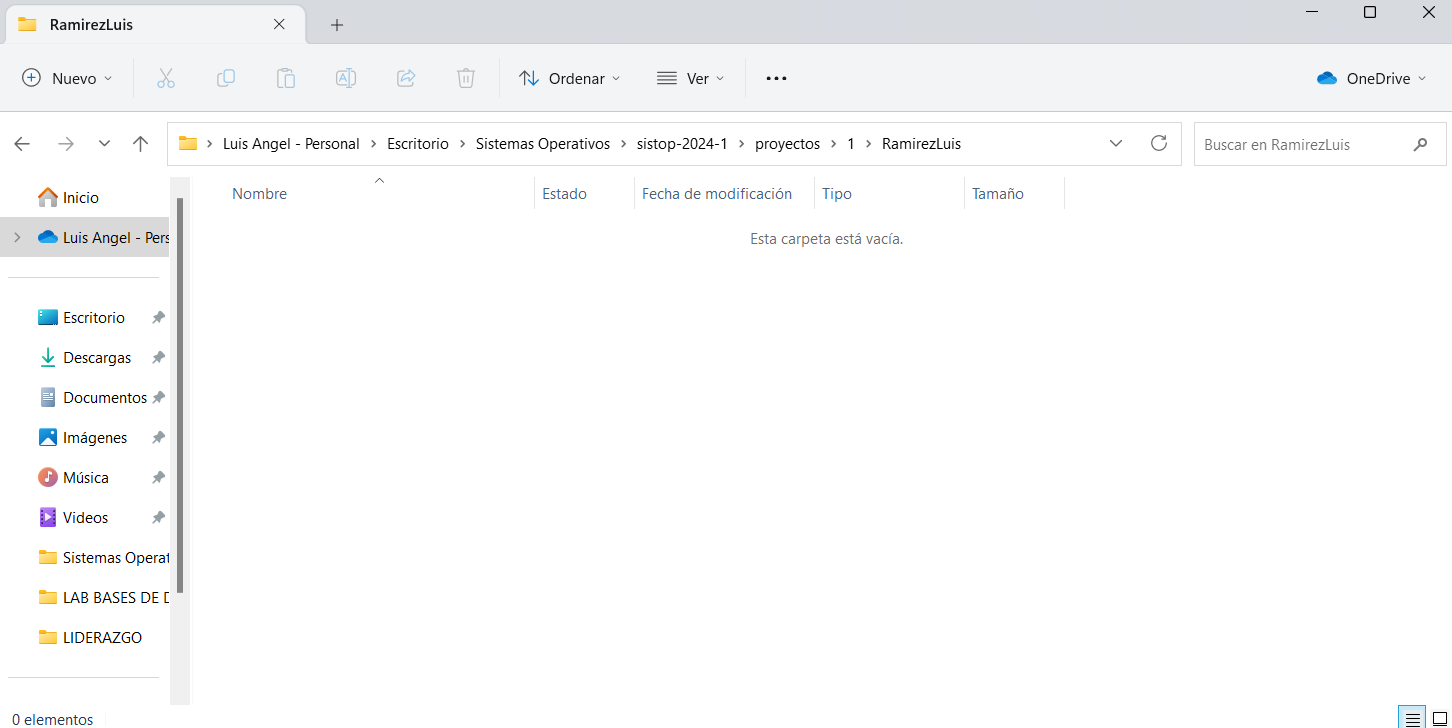 RamirezLuis
Nuevo
Ordenar
Ver
OneDrive
Luis Angel - Personal Escritorio Sistemas Operativos sistop-2024-1 proyectos 1 RamirezLuis
Buscar en RamirezLuis
Nombre Estado Fecha de modificación Tipo Tamaño
Esta carpeta está vacía.
Inicio
Luis Angel - Pers
Escritorio
Descargas
Documentos
Imágenes
Música
Videos
Sistemas Operat
LAB BASES DE D
LIDERAZGO
0 elementos